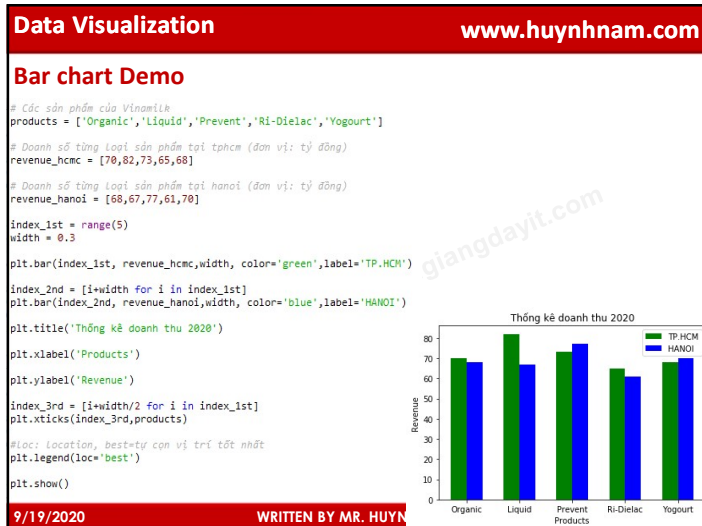 Data Visualization
www.huynhnam.com
Bar chart Demo
# Các sản phẩm của Vinamilk
products = ['Organic','Liquid','Prevent','Ri-Dielac','Yogourt']
# Doanh số từng loại sản phẩm tại tphcm (đơn vị: tỷ đồng)
revenue_hcmc = [70,82,73,65,68]
# Doanh số từng loại sản phẩm tại hanoi (đơn vị: tỷ đồng)
revenue_hanoi = [68,67,77,61,70]
index_1st = range(5)
width = 0.3
plt.bar(index_1st, revenue_hcmc,width, color='green',label='TP.HCM')
index_2nd = [i+width for i in index_1st]
plt.bar(index_2nd, revenue_hanoi,width, color='blue',label='HANOI')
plt.title('Thống kê doanh thu 2020')
plt.xlabel('Products')
plt.ylabel('Revenue')
index_3rd = [i+width/2 for i in index_1st]
plt.xticks(index_3rd,products)
#Loc: Location, best=tự cọn vị trí tốt nhất
plt.legend(loc='best')
plt.show()
giangdayit.com
Thống kê doanh thu 2020
TP.HCM
HANOI
80
70
60
50
40
30
20
10
0
Revenue
Organic Liquid Prevent Ri-Dielac Yogourt
Products
9/19/2020
WRITTEN BY MR. HUYN